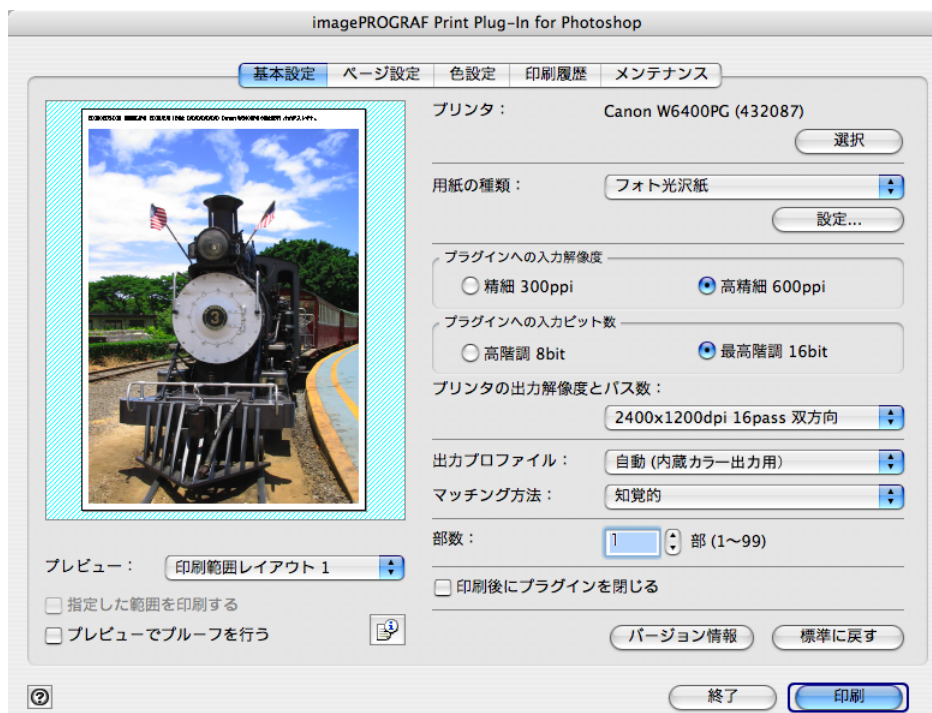 imagePROGRAF Print Plug-In for Photoshop
基本設定 ページ設定 色設定 印刷履歴 メンテナンス
プリンタ： Canon W6400PG (432087)
選択
用紙の種類： フォト光沢紙
設定...
プラグインへの入力解像度
精細 300ppi 高精細 600ppi
プラグインへの入力ビット数
高階調 8bit 最高階調 16bit
プリンタの出力解像度とパス数：
2400x1200dpi 16pass 双方向
出力プロファイル： 自動 (内蔵カラー出力用)
マッチング方法： 知覚的
部数： 1 部 (1〜99)
印刷後にプラグインを閉じる
バージョン情報 標準に戻す
3
プレビュー： 印刷範囲レイアウト 1
指定した範囲を印刷する
プレビューでプルーフを行う
? 終了 印刷